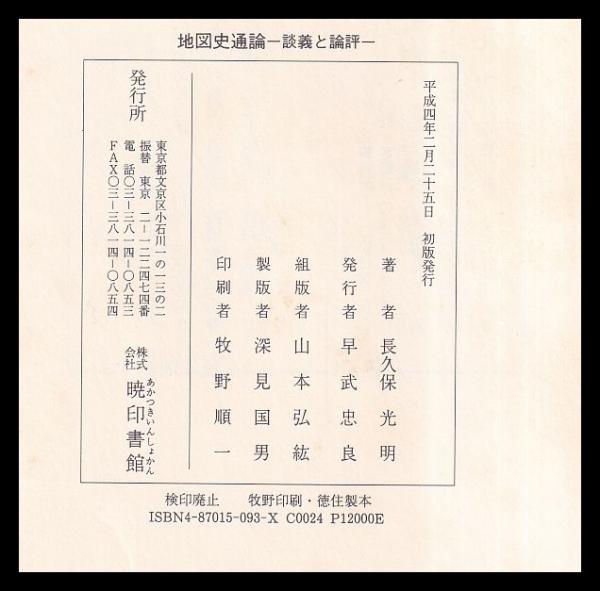 地図史通論―談義と論評―
平成四年二月二十五日　初版発行
著者　長久保光明
発行者　早武忠良
組版者　山本弘紘
製版者　深見国男
印刷者　牧野順一
発行所
東京都文京区小石川一の一三の二
振替　東京　二－一二二四七四番
電話〇三－三八一四－〇八五三
FAX〇三－三八一四－〇八五四
株式会社　暁印書館
あかつきいんしょかん
検印廃止　牧野印刷・徳住製本
ISBN4-87015-093-X C0024 P12000E